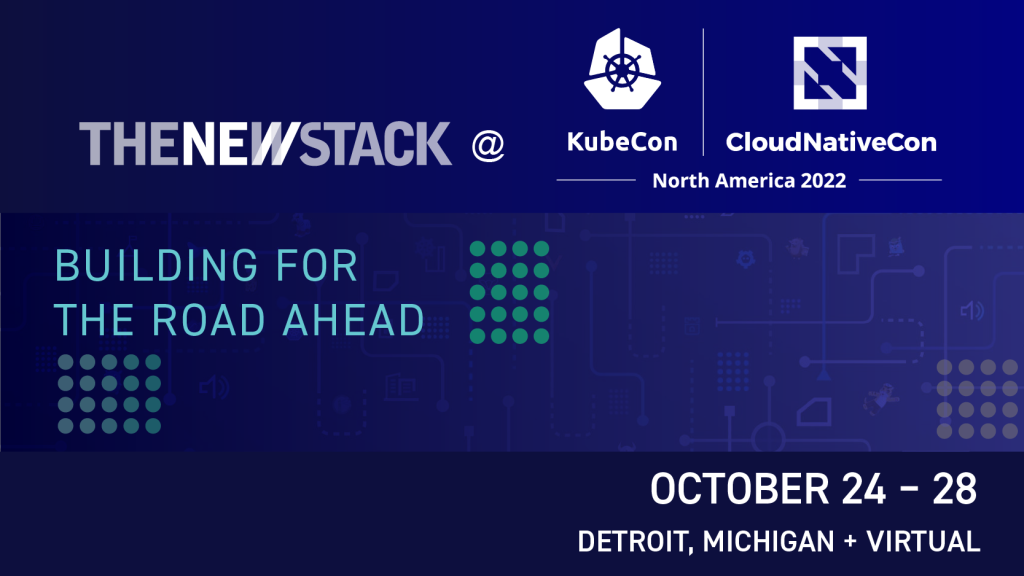 THENEWSTACK @
KubeCon
CloudNativeCon
North America 2022
BUILDING FOR
THE ROAD AHEAD
OCTOBER 24 – 28
DETROIT, MICHIGAN + VIRTUAL